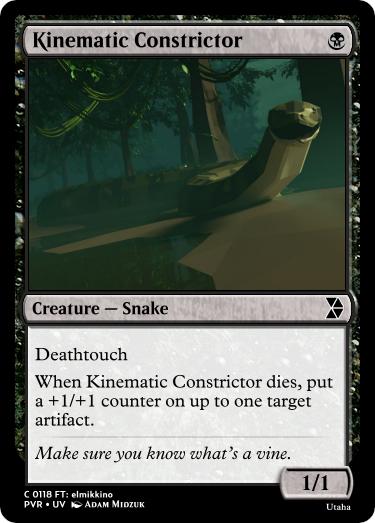 Kinematic Constrictor
Creature — Snake
Deathtouch
When Kinematic Constrictor dies, put
a +1/+1 counter on up to one target
artifact.
Make sure you know what's a vine.
1/1
C 0118 FT: elmikkino
PVR • UV Adam Midzuk
Utaha